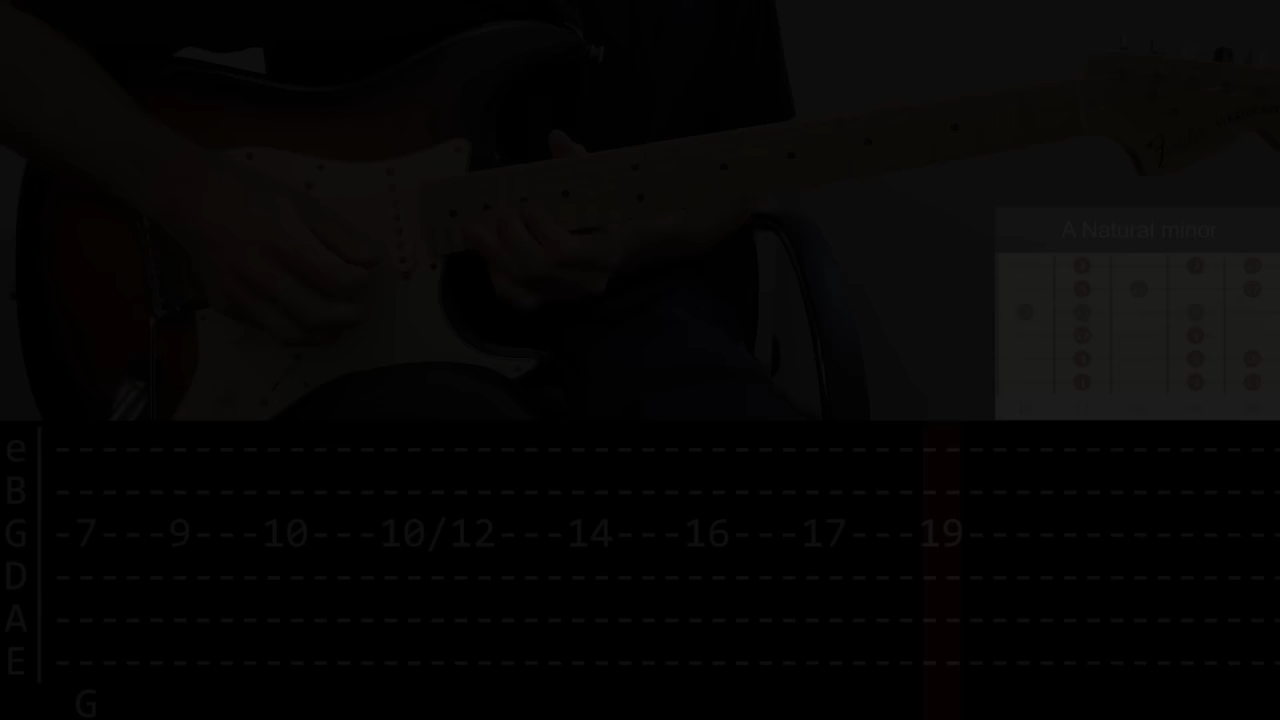 A Natural minor
e|------------------------------------------------
B|------------------------------------------------
G|-7---9---10---10/12---14---16---17---19----------
D|------------------------------------------------
A|------------------------------------------------
E|------------------------------------------------
G